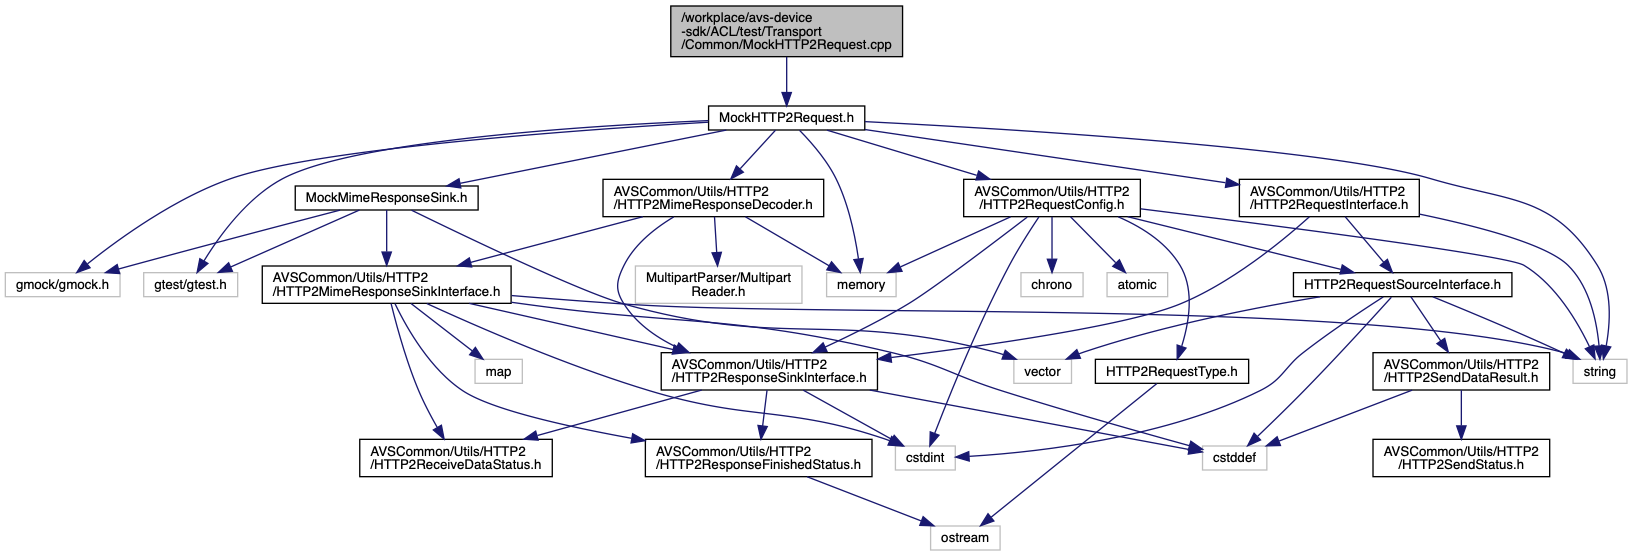 /workplace/avs-device
-sdk/ACL/test/Transport
/Common/MockHTTP2Request.cpp
MockHTTP2Request.h
MockMimeResponseSink.h
AVSCommon/Utils/HTTP2
/HTTP2MimeResponseDecoder.h
AVSCommon/Utils/HTTP2
/HTTP2RequestConfig.h
AVSCommon/Utils/HTTP2
/HTTP2RequestInterface.h
gmock/gmock.h
gtest/gtest.h
AVSCommon/Utils/HTTP2
/HTTP2MimeResponseSinkInterface.h
MultipartParser/Multipart
Reader.h
memory
chrono
atomic
HTTP2RequestSourceInterface.h
map
AVSCommon/Utils/HTTP2
/HTTP2ResponseSinkInterface.h
vector
HTTP2RequestType.h
AVSCommon/Utils/HTTP2
/HTTP2SendDataResult.h
string
AVSCommon/Utils/HTTP2
/HTTP2ReceiveDataStatus.h
AVSCommon/Utils/HTTP2
/HTTP2ResponseFinishedStatus.h
cstdint
cstddef
AVSCommon/Utils/HTTP2
/HTTP2SendStatus.h
ostream